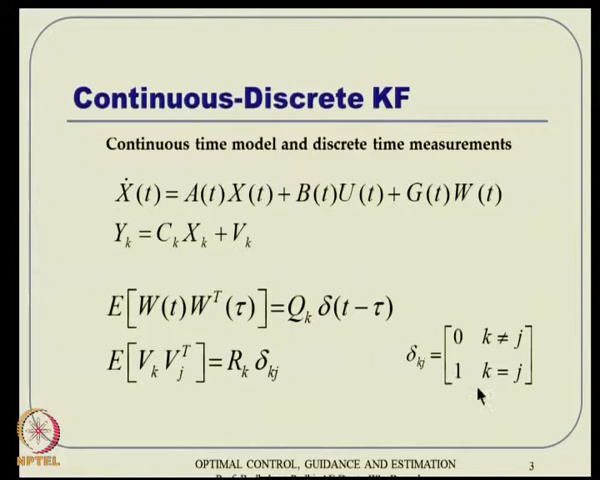 Continuous-Discrete KF
Continuous time model and discrete time measurements
Ẋ(t) = A(t)X(t) + B(t)U(t) + G(t)W(t)
Y_k = C_k X_k + V_k
E[W(t)W^T(τ)] = Q_k δ(t − τ)
E[V_k V_j^T] = R_k δ_kj
δ_kj = [0 k ≠ j
1 k = j]
NPTEL
OPTIMAL CONTROL, GUIDANCE AND ESTIMATION
3